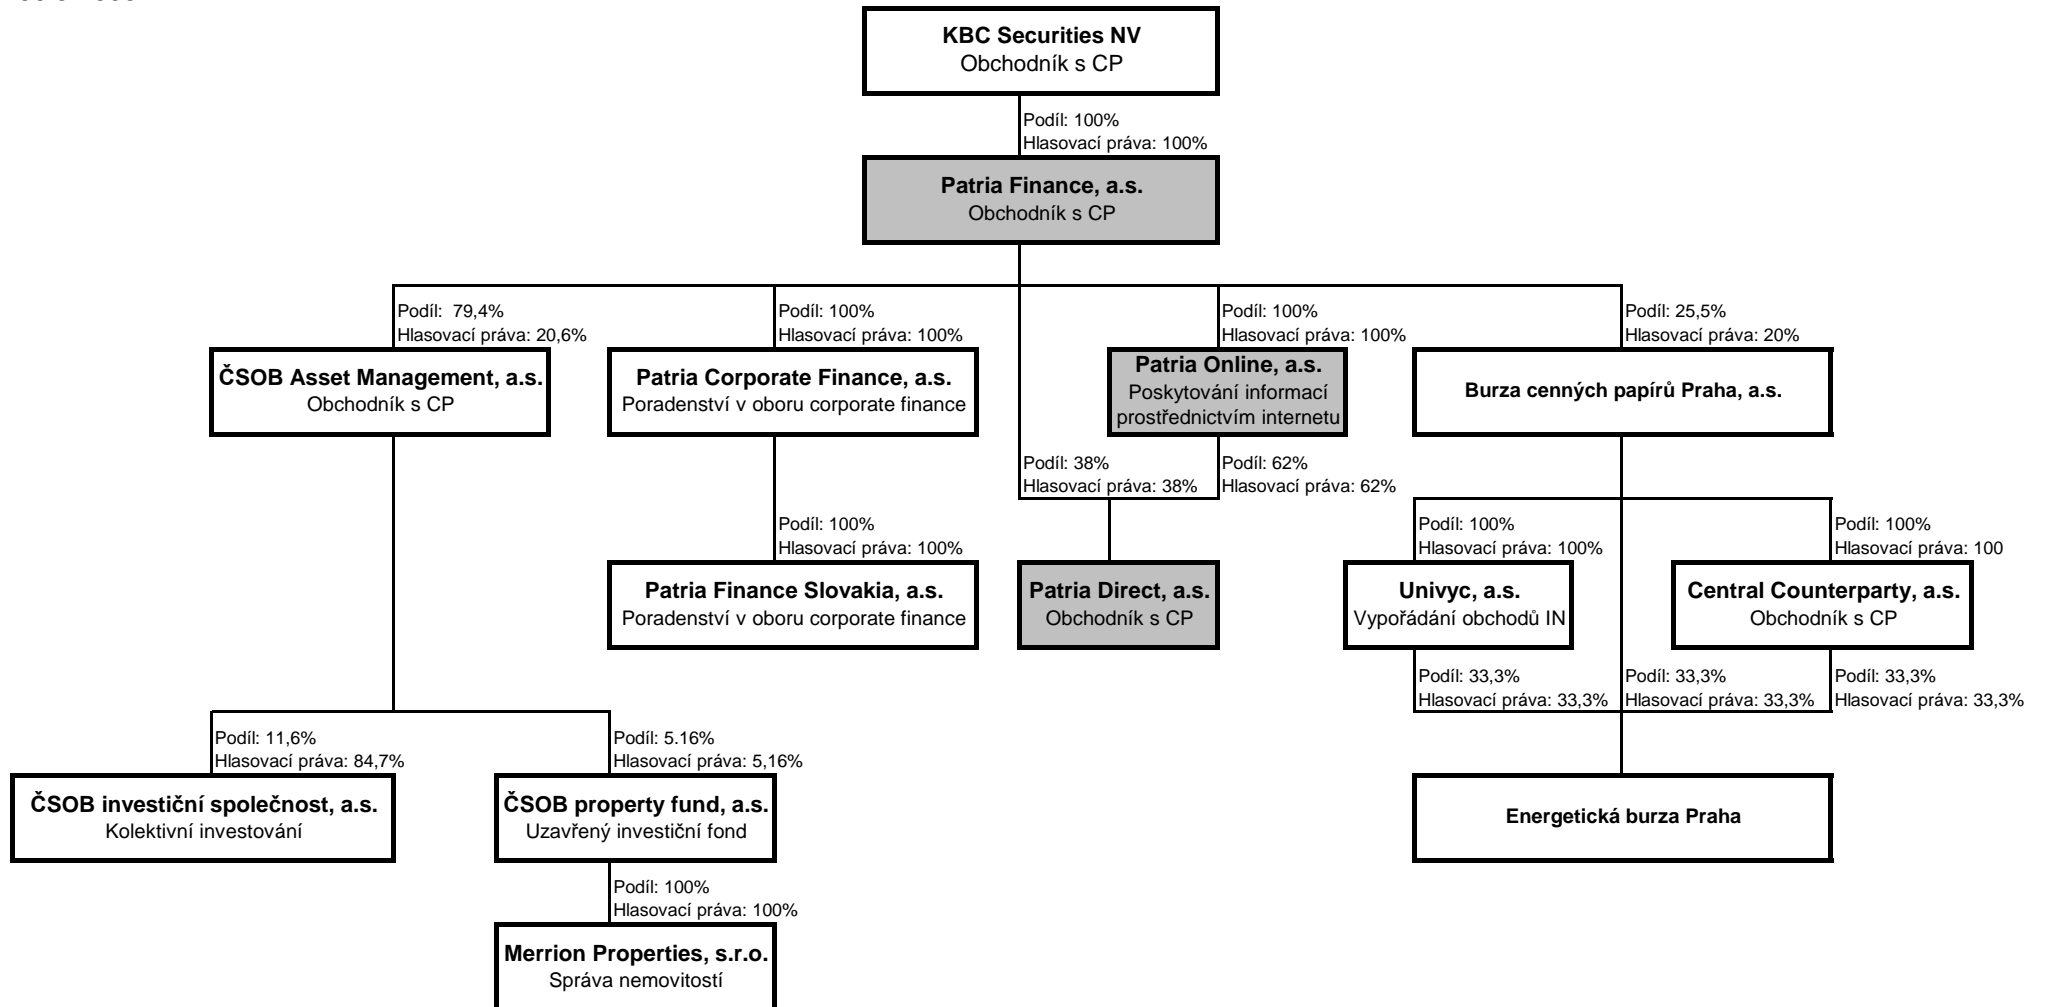 KBC Securities NV
Obchodník s CP
Podíl: 100%
Hlasovací práva: 100%
Patria Finance, a.s.
Obchodník s CP
Podíl:  79,4%
Hlasovací práva: 20,6%
Podíl: 100%
Hlasovací práva: 100%
Podíl: 100%
Hlasovací práva: 100%
Podíl: 25,5%
Hlasovací práva: 20%
ČSOB Asset Management, a.s.
Obchodník s CP
Patria Corporate Finance, a.s.
Poradenství v oboru corporate finance
Patria Online, a.s.
Poskytování informací
prostřednictvím internetu
Burza cenných papírů Praha, a.s.
Podíl: 38%
Hlasovací práva: 38%
Podíl: 62%
Hlasovací práva: 62%
Podíl: 100%
Hlasovací práva: 100%
Podíl: 100%
Hlasovací práva: 100%
Podíl: 100%
Hlasovací práva: 100
Patria Finance Slovakia, a.s.
Poradenství v oboru corporate finance
Patria Direct, a.s.
Obchodník s CP
Univyc, a.s.
Vypořádání obchodů IN
Central Counterparty, a.s.
Obchodník s CP
Podíl: 33,3%
Hlasovací práva: 33,3%
Podíl: 33,3%
Hlasovací práva: 33,3%
Podíl: 33,3%
Hlasovací práva: 33,3%
Podíl: 11,6%
Hlasovací práva: 84,7%
Podíl: 5.16%
Hlasovací práva: 5,16%
ČSOB investiční společnost, a.s.
Kolektivní investování
ČSOB property fund, a.s.
Uzavřený investiční fond
Energetická burza Praha
Podíl: 100%
Hlasovací práva: 100%
Merrion Properties, s.r.o.
Správa nemovitostí